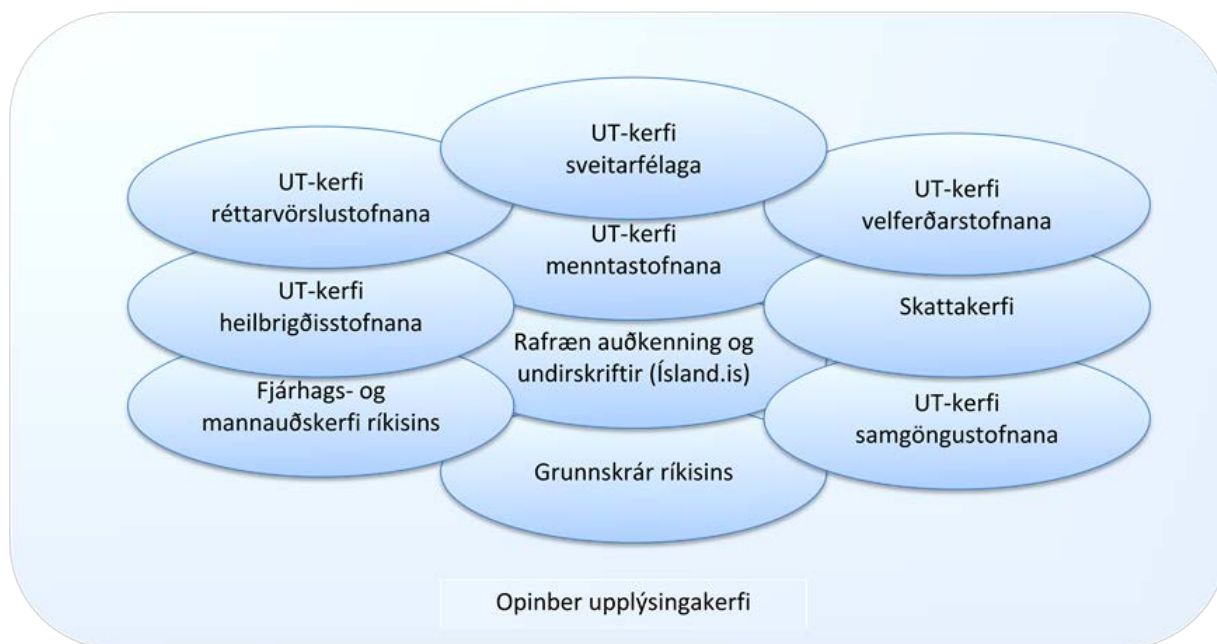 UT-kerfi
sveitarfélaga
UT-kerfi
réttarvörslustofnana
UT-kerfi
velferðarstofnana
UT-kerfi
menntastofnana
UT-kerfi
heilbrigðisstofnana
Skattakerfi
Rafræn auðkenning og
undirskriftir (Ísland.is)
Fjárhags- og
mannauðskerfi ríkisins
UT-kerfi
samgöngustofnana
Grunnskrár ríkisins
Opinber upplýsingakerfi